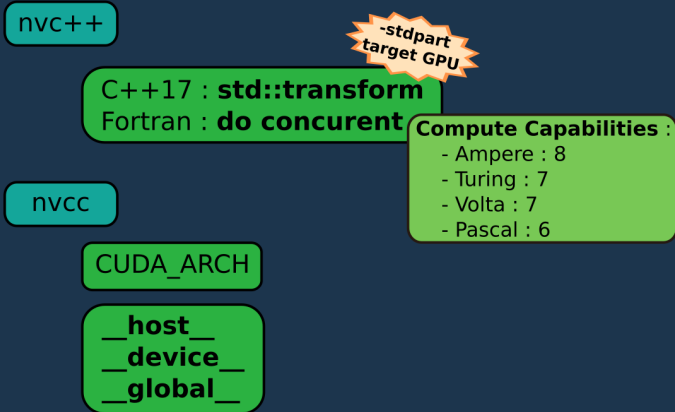 nvc++
-stdpart
target GPU
C++17 : std::transform
Fortran : do concurent
Compute Capabilities :
- Ampere : 8
- Turing : 7
- Volta : 7
- Pascal : 6
nvcc
CUDA_ARCH
__host__
__device__
__global__